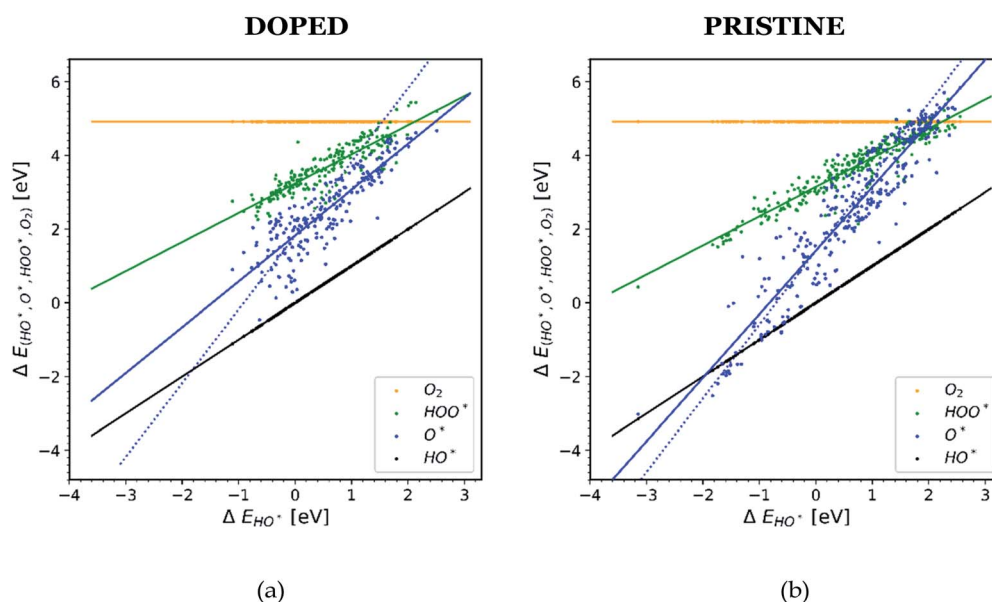 DOPED
PRISTINE
Δ E(HO*, O*, HOO*, O2) [eV]
6
4
2
0
−2
−4
−4 −3 −2 −1 0 1 2 3
Δ EHO* [eV]
O2
HOO*
O*
HO*
(a)
Δ E(HO*, O*, HOO*, O2) [eV]
6
4
2
0
−2
−4
−4 −3 −2 −1 0 1 2 3
Δ EHO* [eV]
O2
HOO*
O*
HO*
(b)